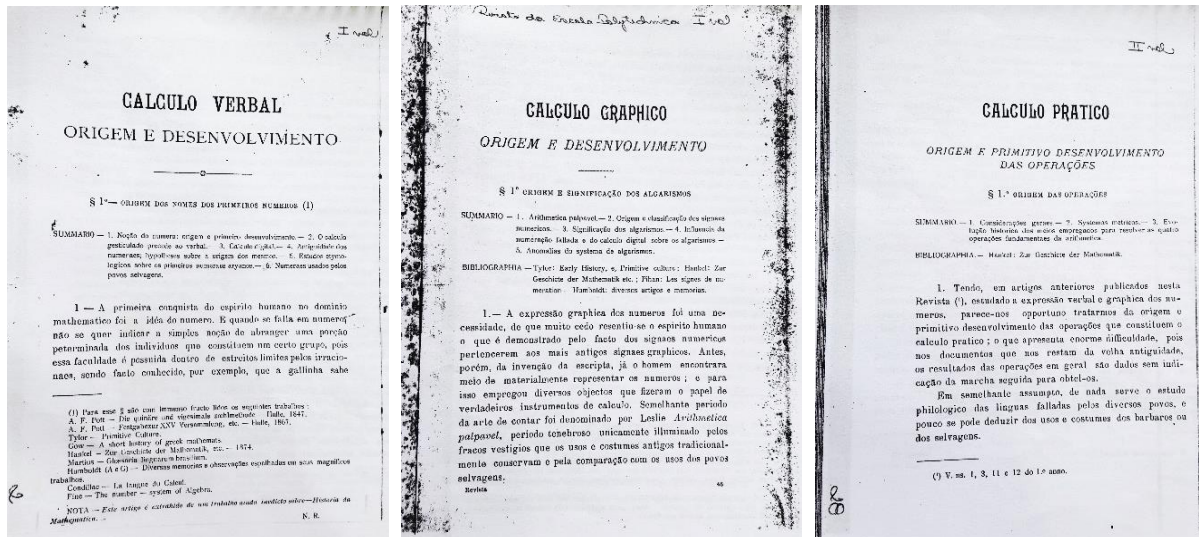 I vol
CALCULO VERBAL
ORIGEM E DESENVOLVIMENTO
§ 1º — ORIGEM DOS NOMES DOS PRIMEIROS NUMEROS (1)
SUMMARIO — 1. Noção do numero: origem e primeiro desenvolvimento. — 2. O calculo
gesticulado precede ao verbal. — 3. Calculo digital. — 4. Antiguidade dos
numeraes; hypotheses sobre a origem dos mesmos. — 5. Estudos etymo-
logicos sobre os primeiros numeros aryanos. — 6. Numeraes usados pelos
povos selvagens.
1 — A primeira conquista do espirito humano no dominio
mathematico foi a idéa do numero. E quando se falla em numero
não se quer indicar a simples noção de abranger uma porção
peterminada dos individuos que constituem um certo grupo, pois
essa faculdade é possuida dentro de estreitos limites pelos irracio-
naes, sendo facto conhecido, por exemplo, que a gallinha sabe
(1) Para esse § são com immenso fructo lidos os seguintes trabalhos :
A. F. Pott — Die quinäre und vigesimale zahlmethode — Halle, 1847.
A. F. Pott — Festgabezur XXV Versammlung, etc. — Halle, 1867.
Tylor — Primitive Culture.
Gow — A short history of greek mathemats.
Hankel — Zur Geschichte der Mathematik, etc. — 1874.
Martius — Glossaria linguarum brasilium.
Humboldt (A e G) — Diversas memorias e observações espalhadas em seus magnificos
trabalhos.
Condillac — La langue du Calcul.
Fine — The number — system of Algebra.
NOTA — Este artigo é extrahido de um trabalho ainda inedicto sobre — Historia da
Mathematica. —
N. R.
Revista da Escola Polytechnica I vol
CALCULO GRAPHICO
ORIGEM E DESENVOLVIMENTO
§ 1º ORIGEM E SIGNIFICAÇÃO DOS ALGARISMOS
SUMMARIO — 1. Arithmetica palpavel. — 2. Origem e classificação dos signaes
numericos. — 3. Significação dos algarismos. — 4. Influencia da
numeração fallada e do calculo digital sobre os algarismos —
5. Anomalias do systema de algarismos.
BIBLIOGRAPHIA — Tylor: Early History, e, Primitive culture: Hankel: Zur
Geschicte der Mathematik etc.; Pihan: Les signes de nu-
meration — Humboldt: diversos artigos e memorias.
1. — A expressão graphica dos numeros foi uma ne-
cessidade, de que muito cedo resentio-se o espirito humano
o que é demonstrado pelo facto dos signaes numericos
pertencerem aos mais antigos signaes graphicos. Antes,
porém, da invenção da escripta, já o homem encontrara
meio de materialmente representar os numeros ; e para
isso empregou diversos objectos que fizeram o papel de
verdadeiros instrumentos de calculo. Semelhante periodo
da arte de contar foi denominado por Leslie Arithmetica
palpavel, periodo tenebroso unicamente illuminado pelos
fracos vestigios que os usos e costumes antigos tradicional-
mente conservam e pela comparação com os usos dos povos
selvagens.
Revista
II vol
CALCULO PRATICO
ORIGEM E PRIMITIVO DESENVOLVIMENTO
DAS OPERAÇÕES
§ 1.º ORIGEM DAS OPERAÇÕES
SUMMARIO — 1. Considerações geraes — 2. Systemas metricos. — 3. Evo-
lução historica dos meios empregados para resolver as quatro
operações fundamentaes da arithmetica.
BIBLIOGRAPHIA. — Hankel: Zur Geschicte der Mathematik.
1. Tendo, em artigos anteriores publicados nesta
Revista (¹), estudado a expressão verbal e graphica dos nu-
meros, parece-nos opportuno tratarmos da origem e
primitivo desenvolvimento das operações que constituem o
calculo pratico ; o que apresenta enorme difficuldade, pois
nos documentos que nos restam da velha antiguidade,
os resultados das operações em geral são dados sem indi-
cação da marcha seguida para obtel-os.
Em semelhante assumpto, de nada serve o estudo
philologico das linguas falladas pelos diversos povos, e
pouco se pode deduzir dos usos e costumes dos barbaros ou
dos selvagens.
(¹) V. ns. 1, 3, 11 e 12 do 1.º anno.